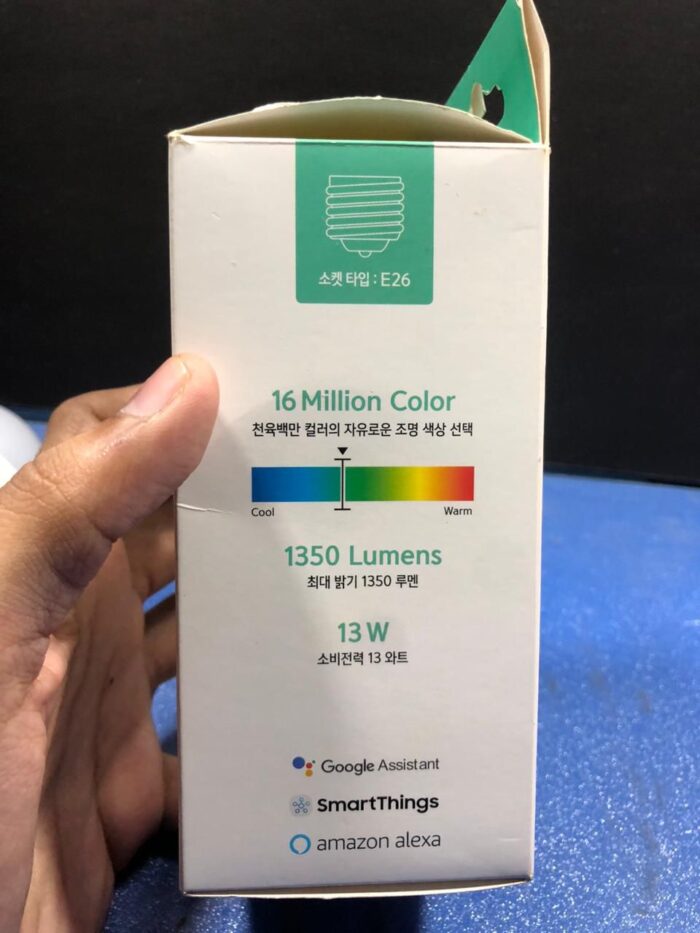 소켓 타입 : E26
16 Million Color
천육백만 컬러의 자유로운 조명 색상 선택
Cool Warm
1350 Lumens
최대 밝기 1350 루멘
13 W
소비전력 13 와트
Google Assistant
SmartThings
amazon alexa